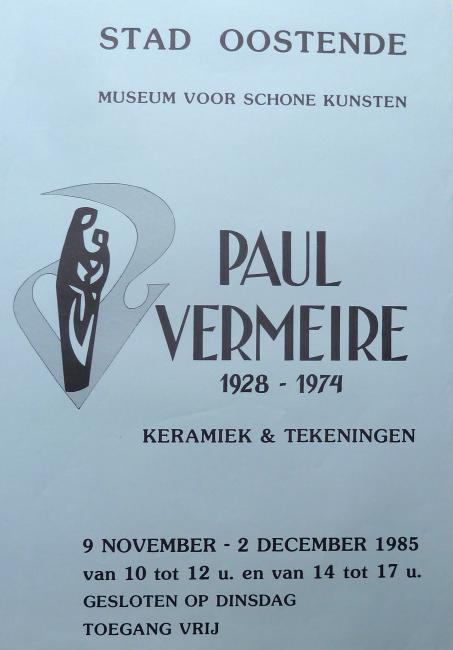 STAD OOSTENDE
MUSEUM VOOR SCHONE KUNSTEN
PAUL
VERMEIRE
1928 - 1974
KERAMIEK & TEKENINGEN
9 NOVEMBER - 2 DECEMBER 1985
van 10 tot 12 u. en van 14 tot 17 u.
GESLOTEN OP DINSDAG
TOEGANG VRIJ